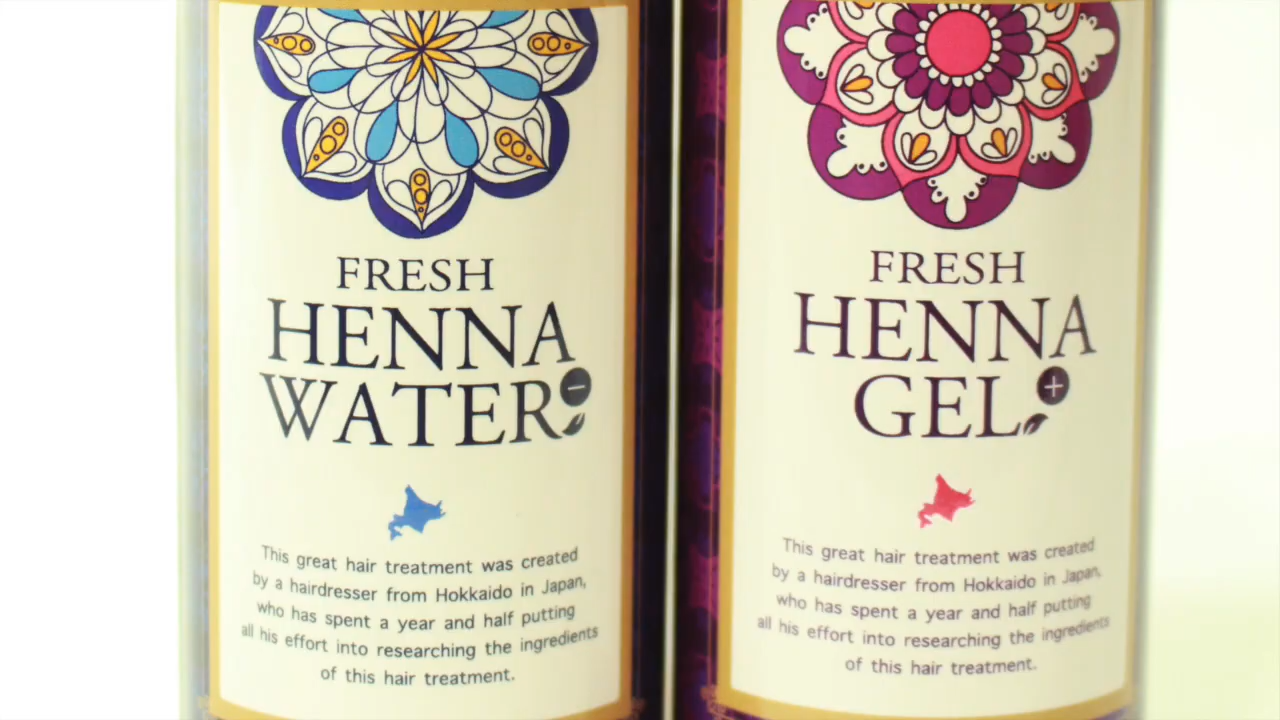 FRESH
HENNA
WATER
This great hair treatment was created
by a hairdresser from Hokkaido in Japan,
who has spent a year and half putting
all his effort into researching the ingredients
of this hair treatment.
FRESH
HENNA
GEL
This great hair treatment was created
by a hairdresser from Hokkaido in Japan,
who has spent a year and half putting
all his effort into researching the ingredients
of this hair treatment.